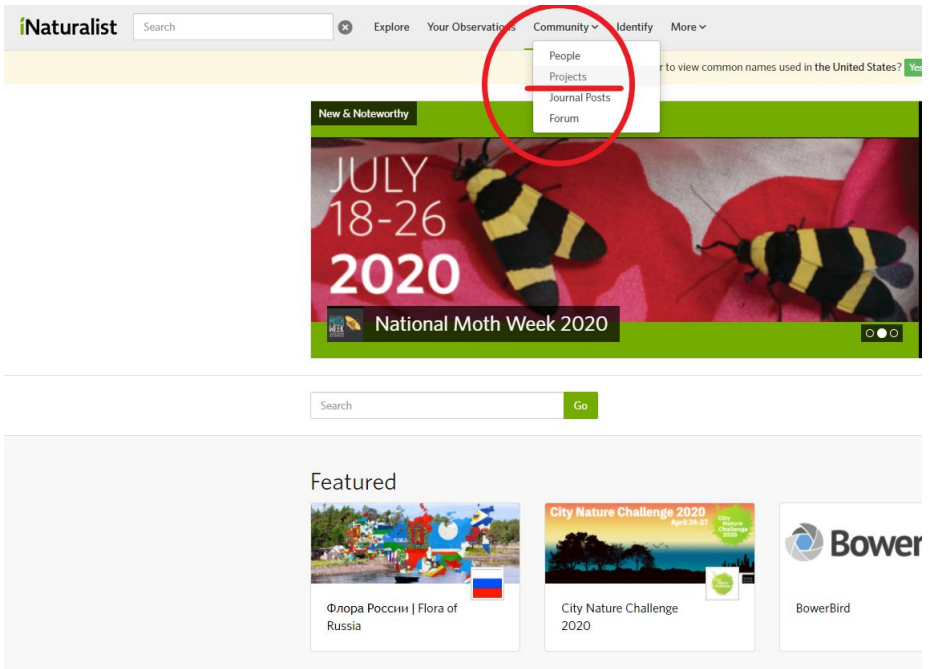 iNaturalist Search Explore Your Observations Community Identify More
People
Projects
r to view common names used in the United States? Yes
Journal Posts
Forum
New & Noteworthy
JULY
18-26
2020
National Moth Week 2020
Search Go
Featured
City Nature Challenge 2020
April 24-27
City
Nature
Challenge
2020
Bower
Флора России | Flora of
Russia
City Nature Challenge
2020
BowerBird